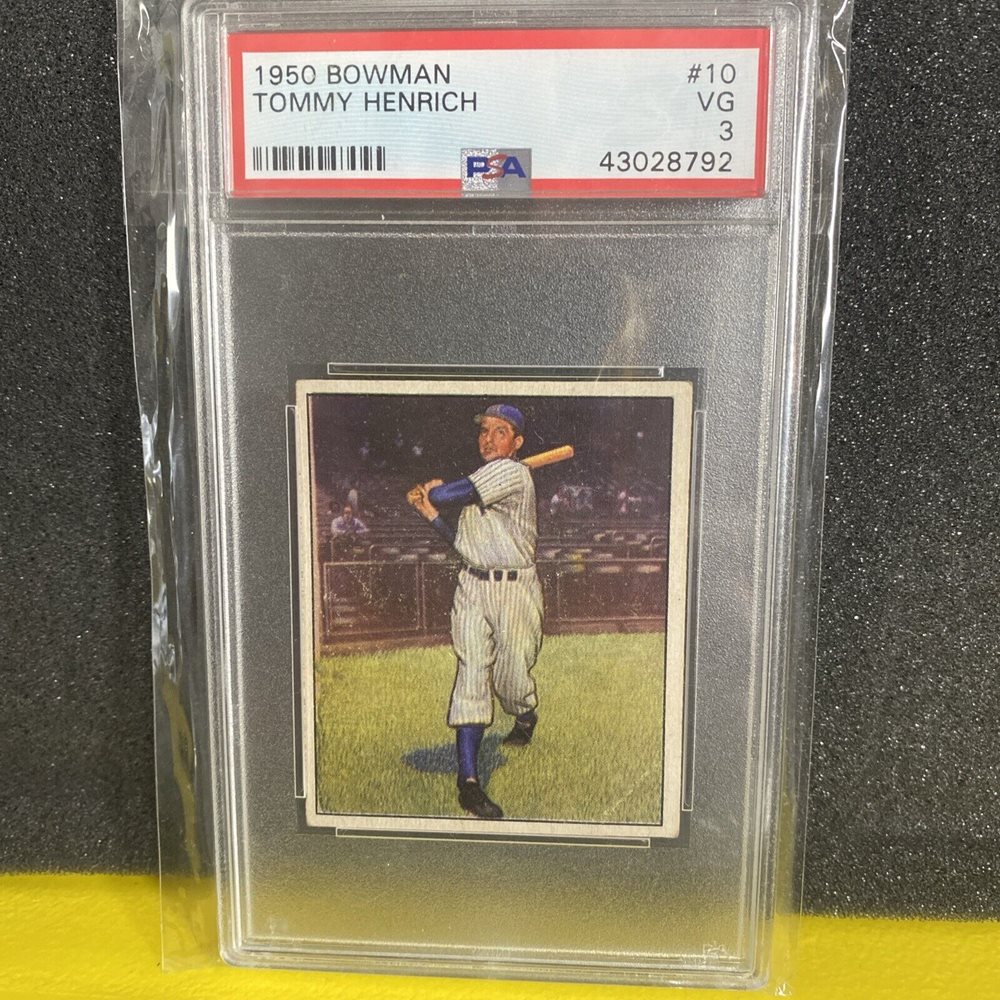 1950 BOWMAN #10
TOMMY HENRICH VG
3
PSA 43028792